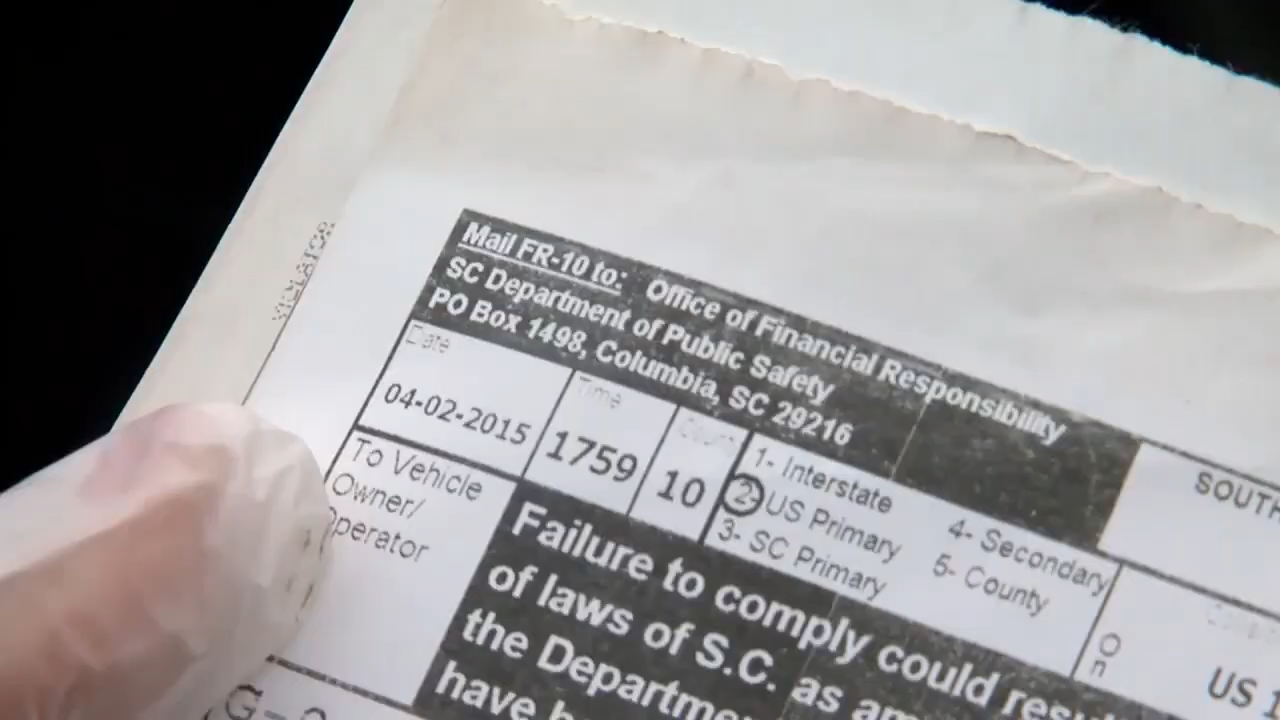 VIOLATOR
Mail FR-10 to: Office of Financial Responsibility
SC Department of Public Safety
PO Box 1498, Columbia, SC 29216
Date
Time
04-02-2015
1759
10
1- Interstate
2- US Primary
3- SC Primary
4- Secondary
5- County
SOUTH
To Vehicle
Owner/
Operator
On
US 1
Failure to comply could resu
of laws of S.C. as am
the Departme
have b